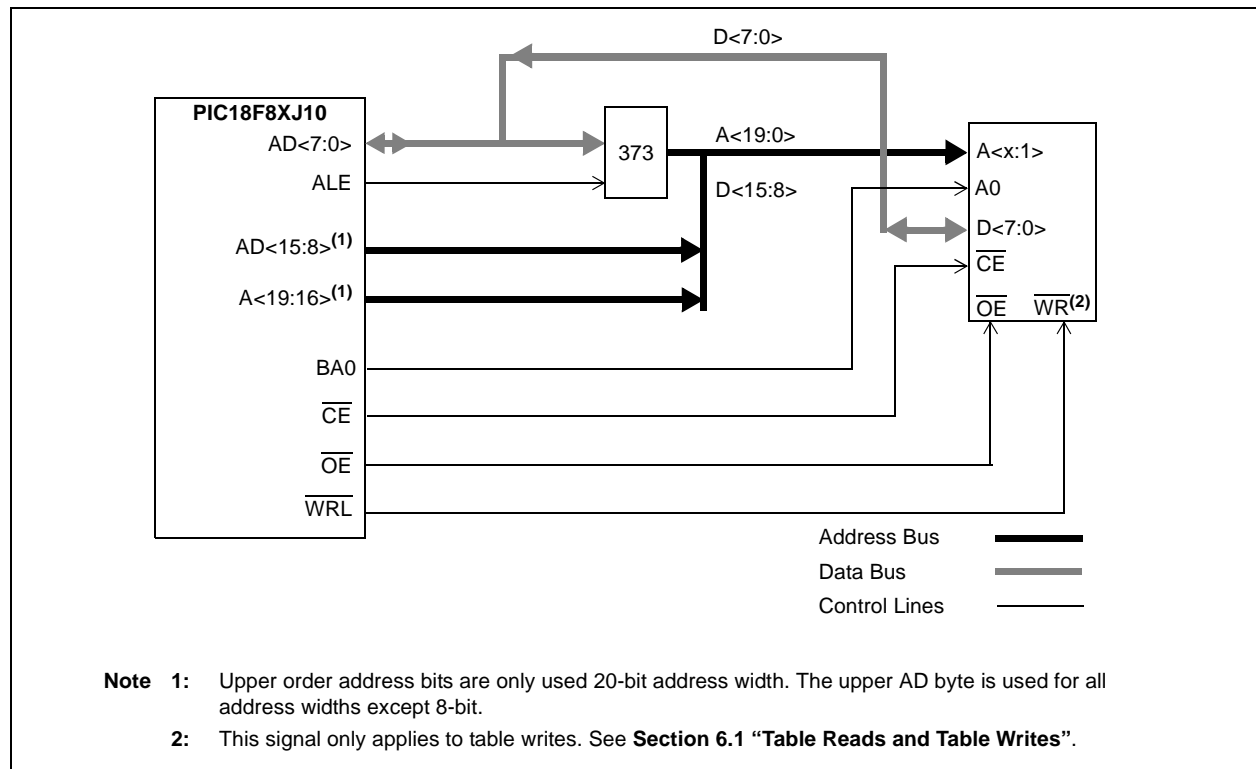 D<7:0>
PIC18F8XJ10
AD<7:0>
373
A<19:0>
A<x:1>
ALE
D<15:8>
A0
AD<15:8>(1)
D<7:0>
CE
A<19:16>(1)
OE WR(2)
BA0
CE
OE
WRL
Address Bus
Data Bus
Control Lines
Note 1: Upper order address bits are only used 20-bit address width. The upper AD byte is used for all
address widths except 8-bit.
2: This signal only applies to table writes. See Section 6.1 “Table Reads and Table Writes”.